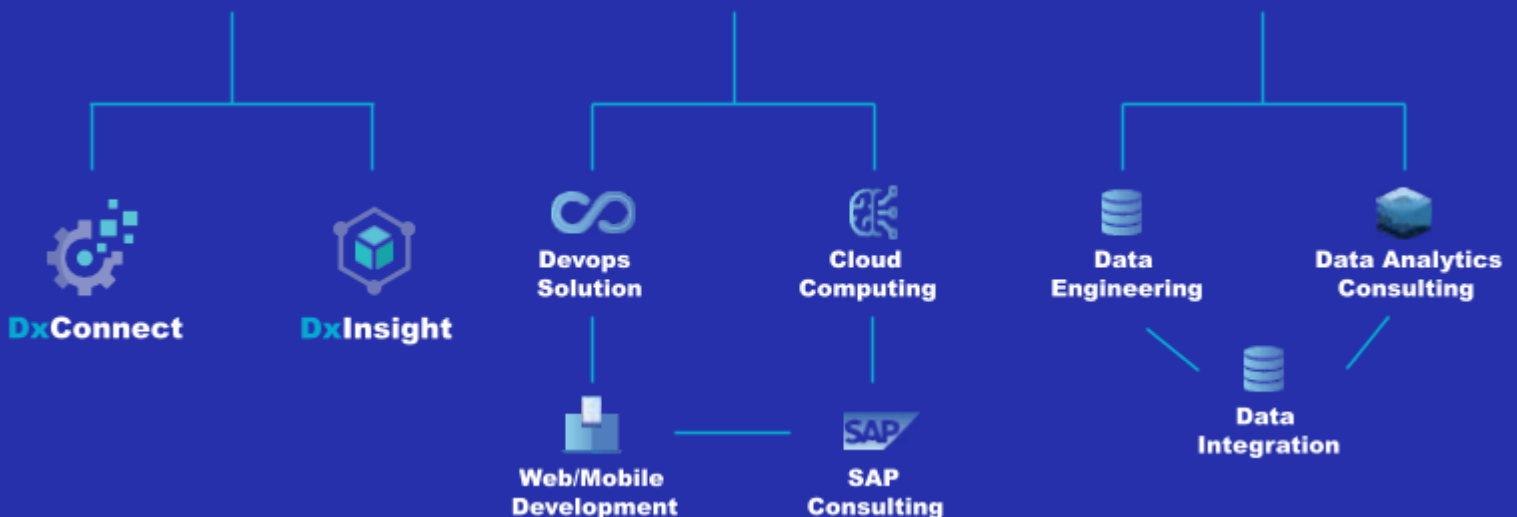 DxConnect
DxInsight
Devops
Solution
Cloud
Computing
Web/Mobile
Development
SAP
SAP
Consulting
Data
Engineering
Data Analytics
Consulting
Data
Integration